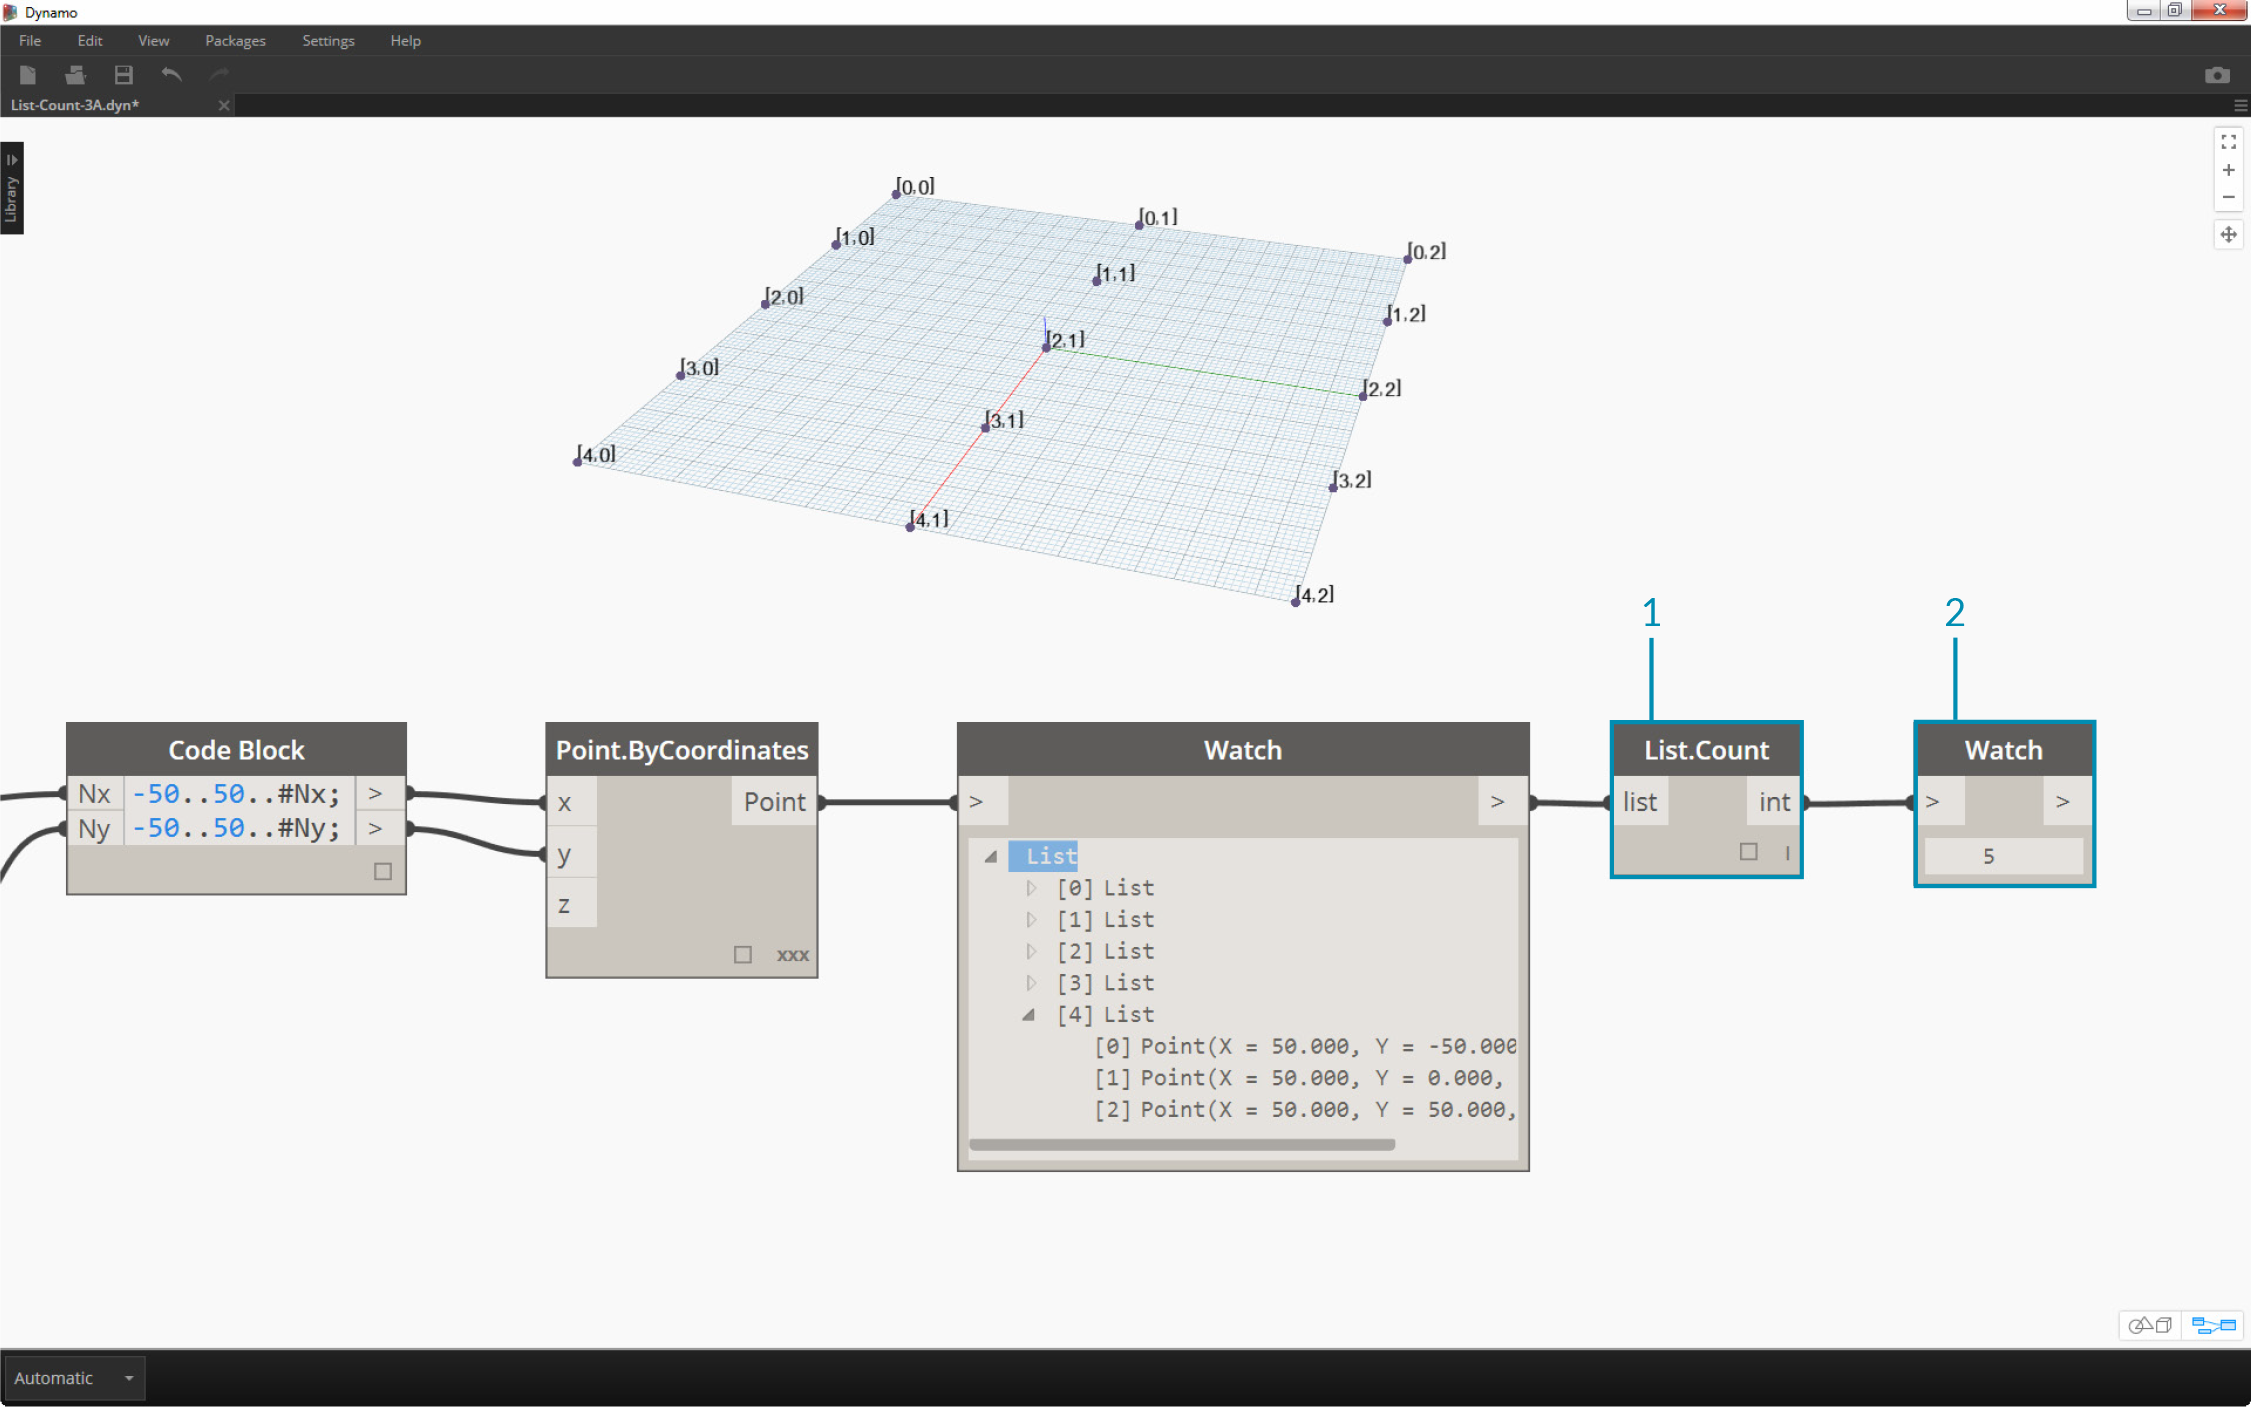 Dynamo
File Edit View Packages Settings Help
List-Count-3A.dyn*
Library
[0,0]
[0,1]
[1,0]
[0,2]
[1,1]
[2,0]
[1,2]
[2,1]
[3,0]
[2,2]
[3,1]
[4,0]
[3,2]
[4,1]
[4,2]
1
2
Code Block
Nx -50..50..#Nx; >
Ny -50..50..#Ny; >
Point.ByCoordinates
x Point
y
z
xxx
Watch
> >
List
[0] List
[1] List
[2] List
[3] List
[4] List
[0] Point(X = 50.000, Y = -50.000
[1] Point(X = 50.000, Y = 0.000,
[2] Point(X = 50.000, Y = 50.000,
List.Count
list int
l
Watch
> >
5
Automatic